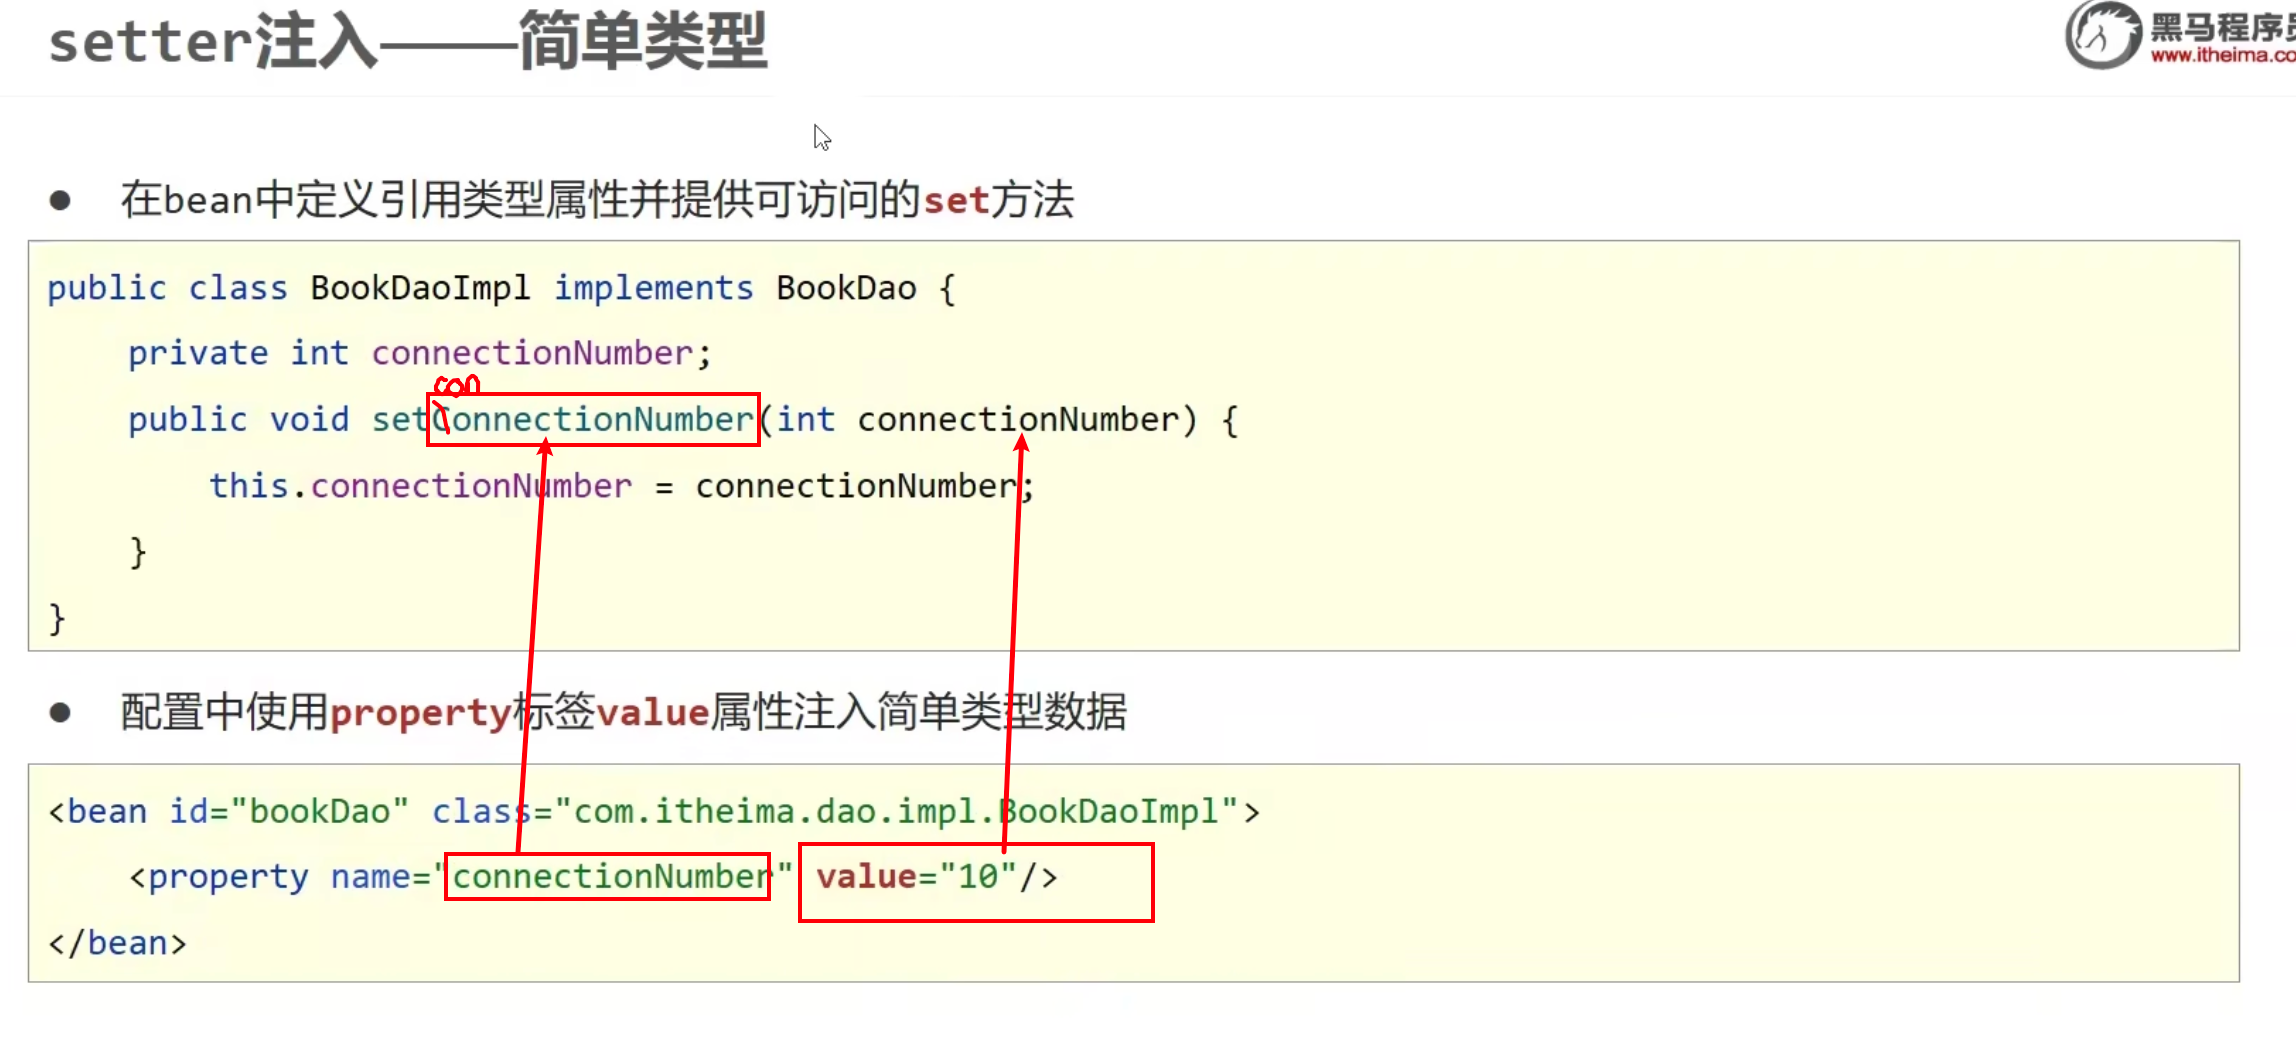 setter注入——简单类型
黑马程序员
www.itheima.co
● 在bean中定义引用类型属性并提供可访问的set方法
public class BookDaoImpl implements BookDao {
    private int connectionNumber;
con
    public void setConnectionNumber(int connectionNumber) {
        this.connectionNumber = connectionNumber;
    }
}
● 配置中使用property标签value属性注入简单类型数据
<bean id="bookDao" class="com.itheima.dao.impl.BookDaoImpl">
    <property name="connectionNumber" value="10"/>
</bean>